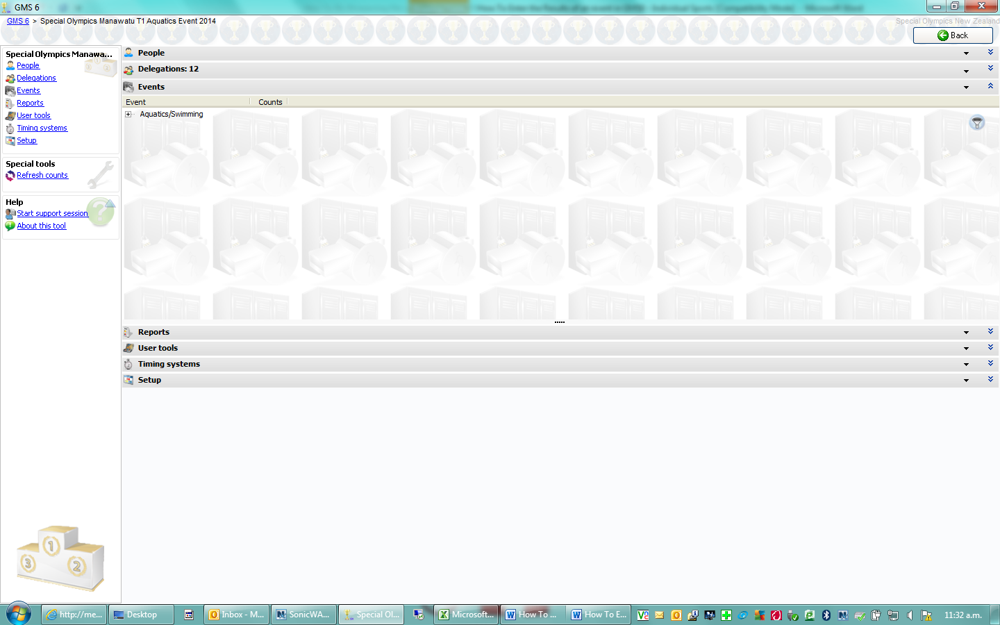 GMS 6
GMS 6 > Special Olympics Manawatu T1 Aquatics Event 2014
Special Olympics New Zealand
Back
Special Olympics Manawa...
People
Delegations
Events
Reports
User tools
Timing systems
Setup
Special tools
Refresh counts
Help
Start support session
About this tool
People
Delegations: 12
Events
Event Counts
Aquatics/Swimming
Reports
User tools
Timing systems
Setup
1
3 2
http://me...
Desktop
Inbox - M...
SonicWA...
Special Ol...
Microsoft...
How To ...
How To E...
11:32 a.m.